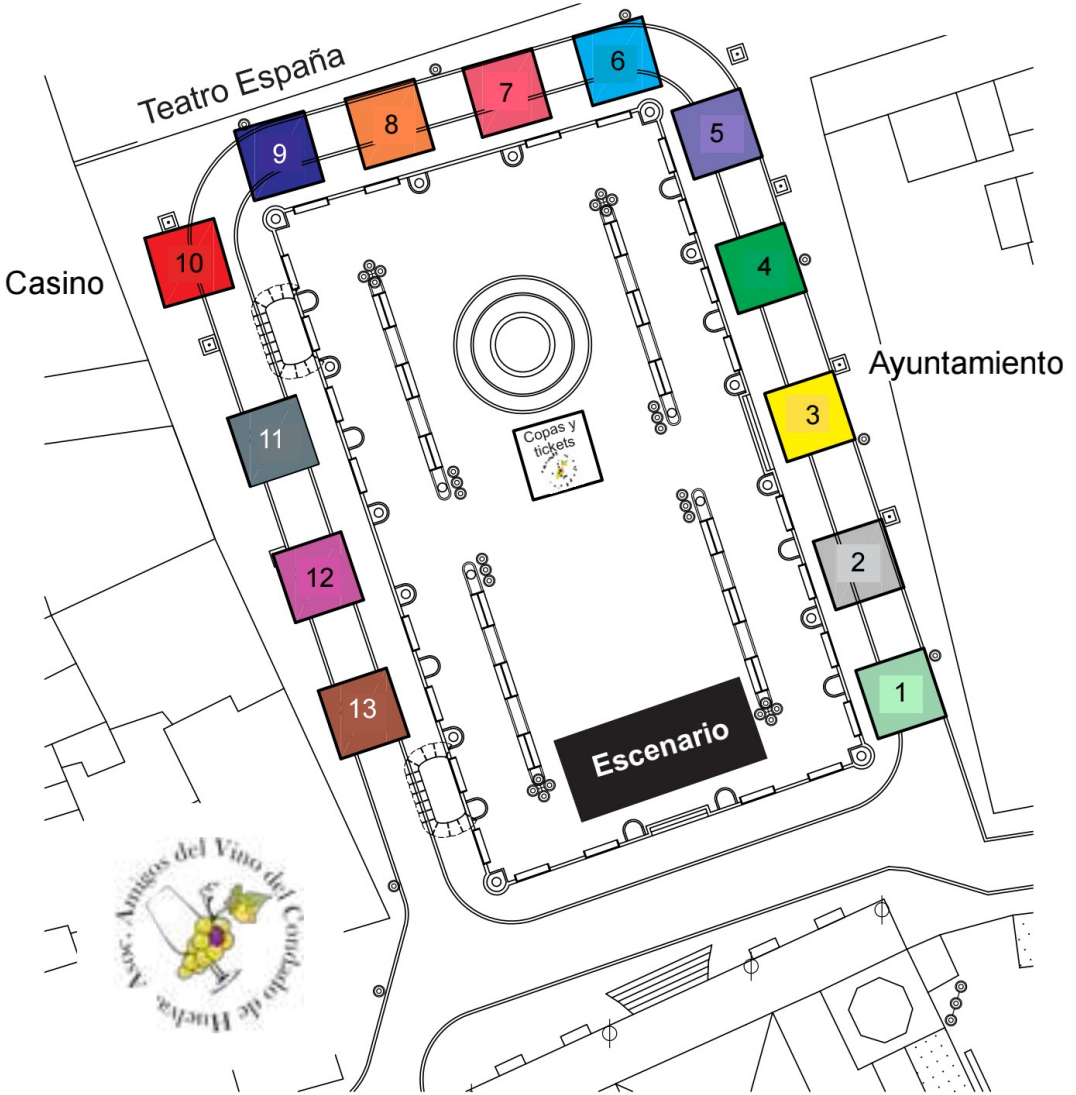 Teatro España
6
7
8
5
9
10
4
Casino
Ayuntamiento
3
Copas y
tickets
11
2
12
1
13
Escenario
Asoc. Amigos del Vino del Condado de Huelva.